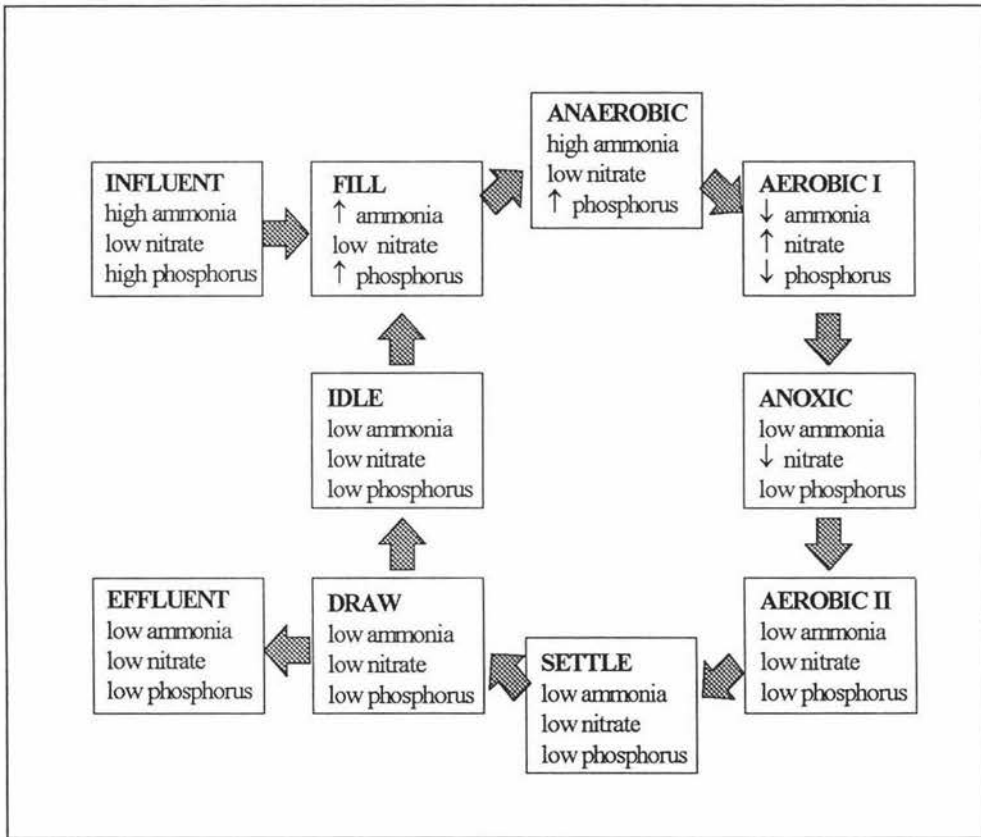 INFLUENT
high ammonia
low nitrate
high phosphorus
FILL
↑ ammonia
low nitrate
↑ phosphorus
ANAEROBIC
high ammonia
low nitrate
↑ phosphorus
AEROBIC I
↓ ammonia
↑ nitrate
↓ phosphorus
ANOXIC
low ammonia
↓ nitrate
low phosphorus
AEROBIC II
low ammonia
low nitrate
low phosphorus
SETTLE
low ammonia
low nitrate
low phosphorus
DRAW
low ammonia
low nitrate
low phosphorus
EFFLUENT
low ammonia
low nitrate
low phosphorus
IDLE
low ammonia
low nitrate
low phosphorus